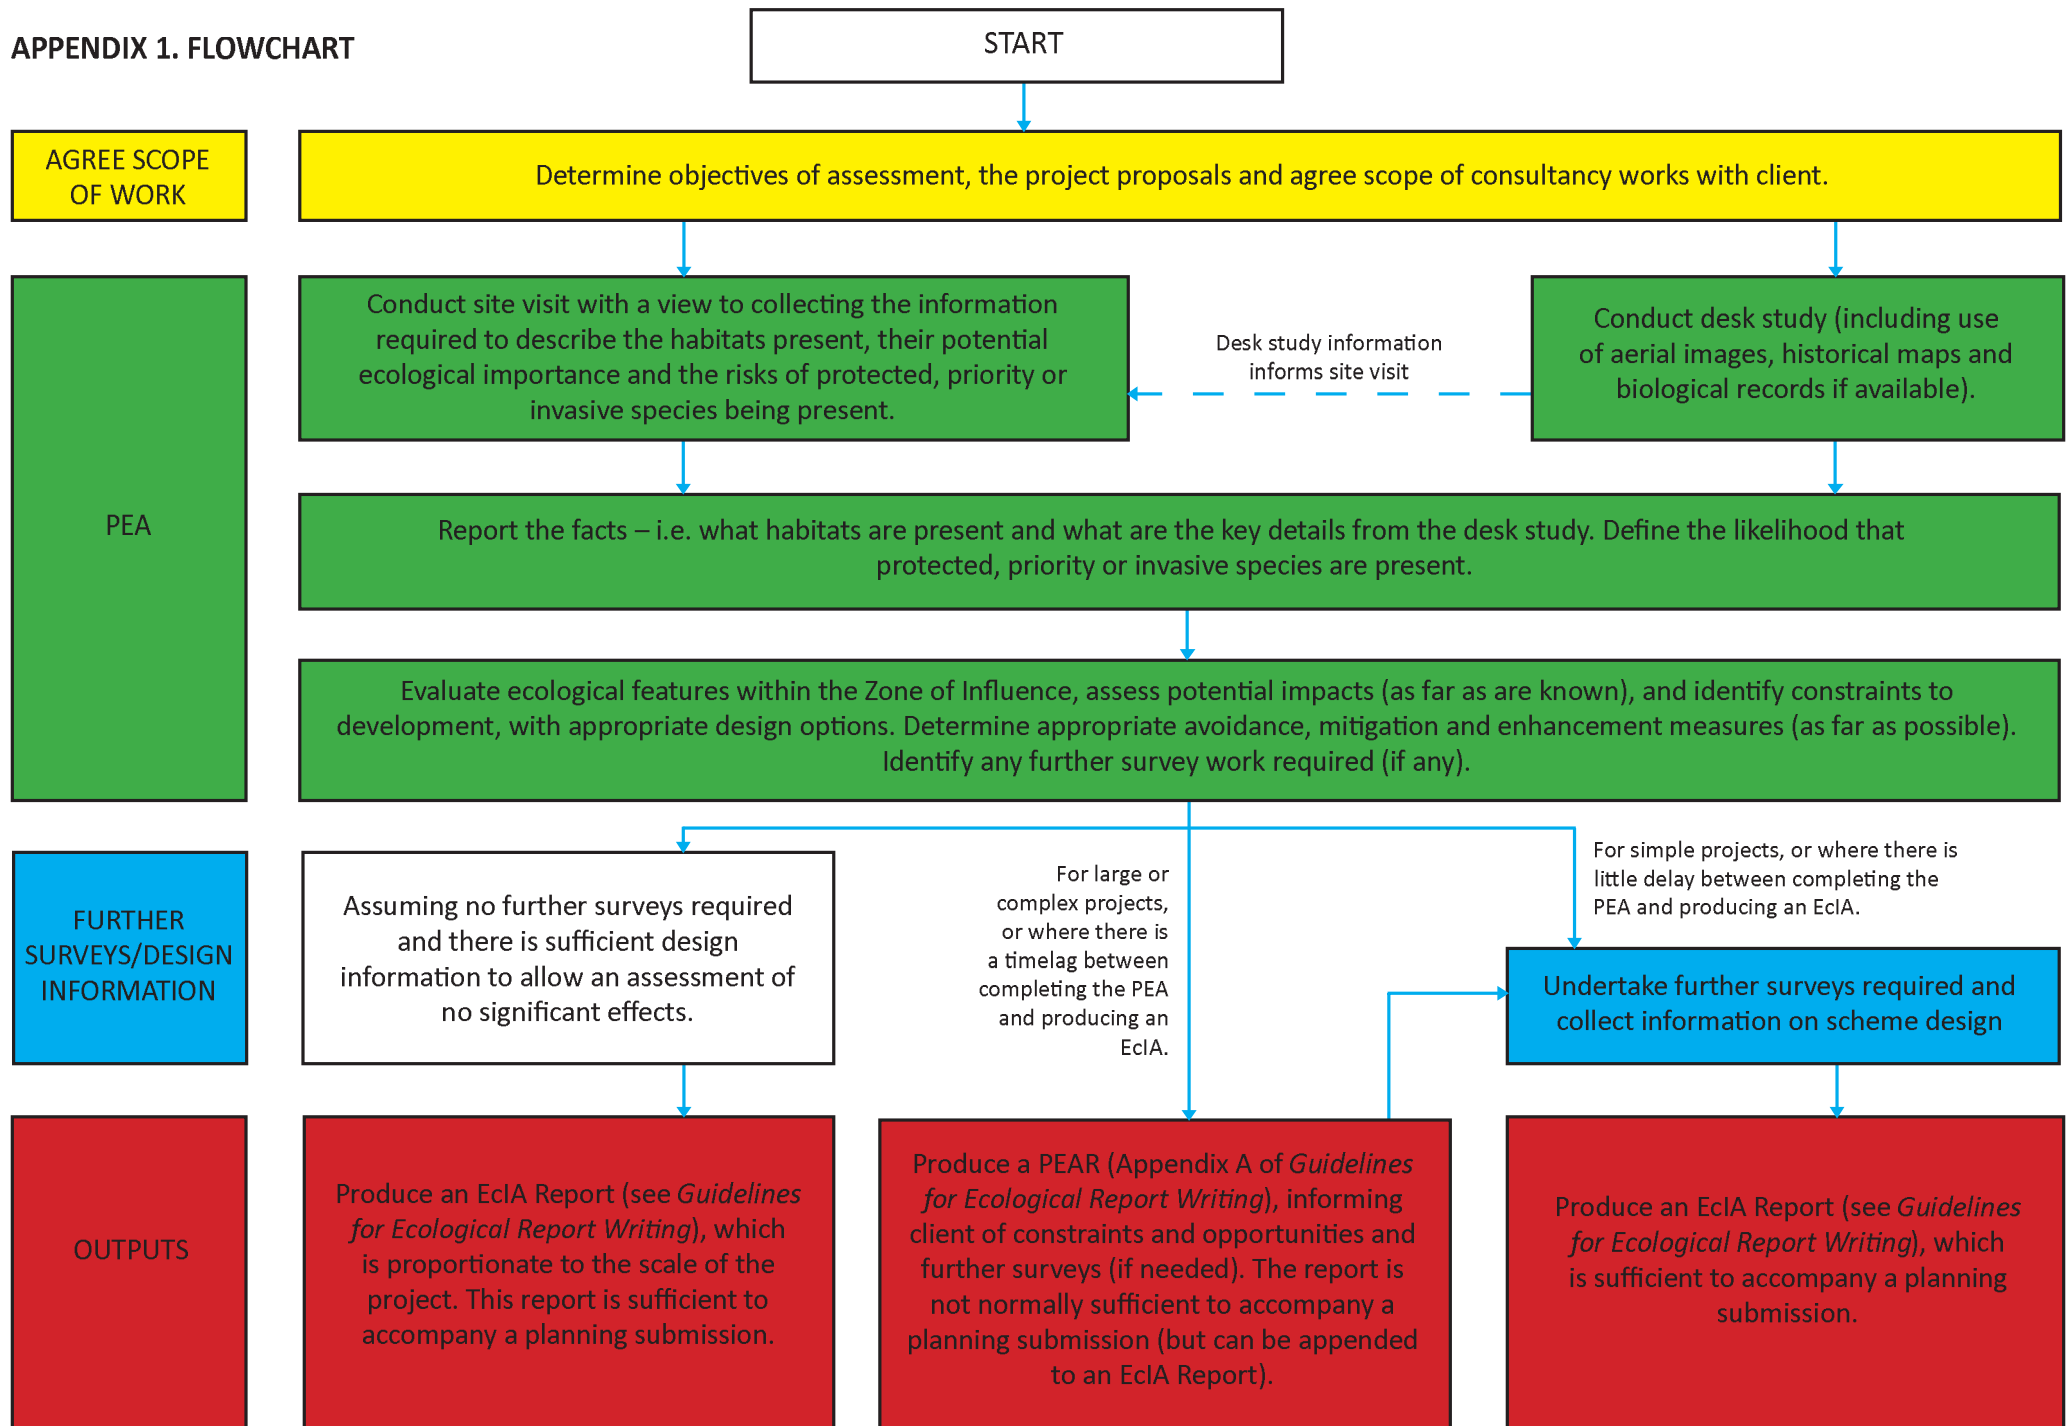 APPENDIX 1. FLOWCHART
START
AGREE SCOPE
OF WORK
Determine objectives of assessment, the project proposals and agree scope of consultancy works with client.
PEA
Conduct site visit with a view to collecting the information
required to describe the habitats present, their potential
ecological importance and the risks of protected, priority or
invasive species being present.
Desk study information
informs site visit
Conduct desk study (including use
of aerial images, historical maps and
biological records if available).
Report the facts – i.e. what habitats are present and what are the key details from the desk study. Define the likelihood that
protected, priority or invasive species are present.
Evaluate ecological features within the Zone of Influence, assess potential impacts (as far as are known), and identify constraints to
development, with appropriate design options. Determine appropriate avoidance, mitigation and enhancement measures (as far as possible).
Identify any further survey work required (if any).
FURTHER
SURVEYS/DESIGN
INFORMATION
Assuming no further surveys required
and there is sufficient design
information to allow an assessment of
no significant effects.
For large or
complex projects,
or where there is
a timelag between
completing the PEA
and producing an
EcIA.
For simple projects, or where there is
little delay between completing the
PEA and producing an EcIA.
Undertake further surveys required and
collect information on scheme design
OUTPUTS
Produce an EcIA Report (see Guidelines
for Ecological Report Writing), which
is proportionate to the scale of the
project. This report is sufficient to
accompany a planning submission.
Produce a PEAR (Appendix A of Guidelines
for Ecological Report Writing), informing
client of constraints and opportunities and
further surveys (if needed). The report is
not normally sufficient to accompany a
planning submission (but can be appended
to an EcIA Report).
Produce an EcIA Report (see Guidelines
for Ecological Report Writing), which
is sufficient to accompany a planning
submission.